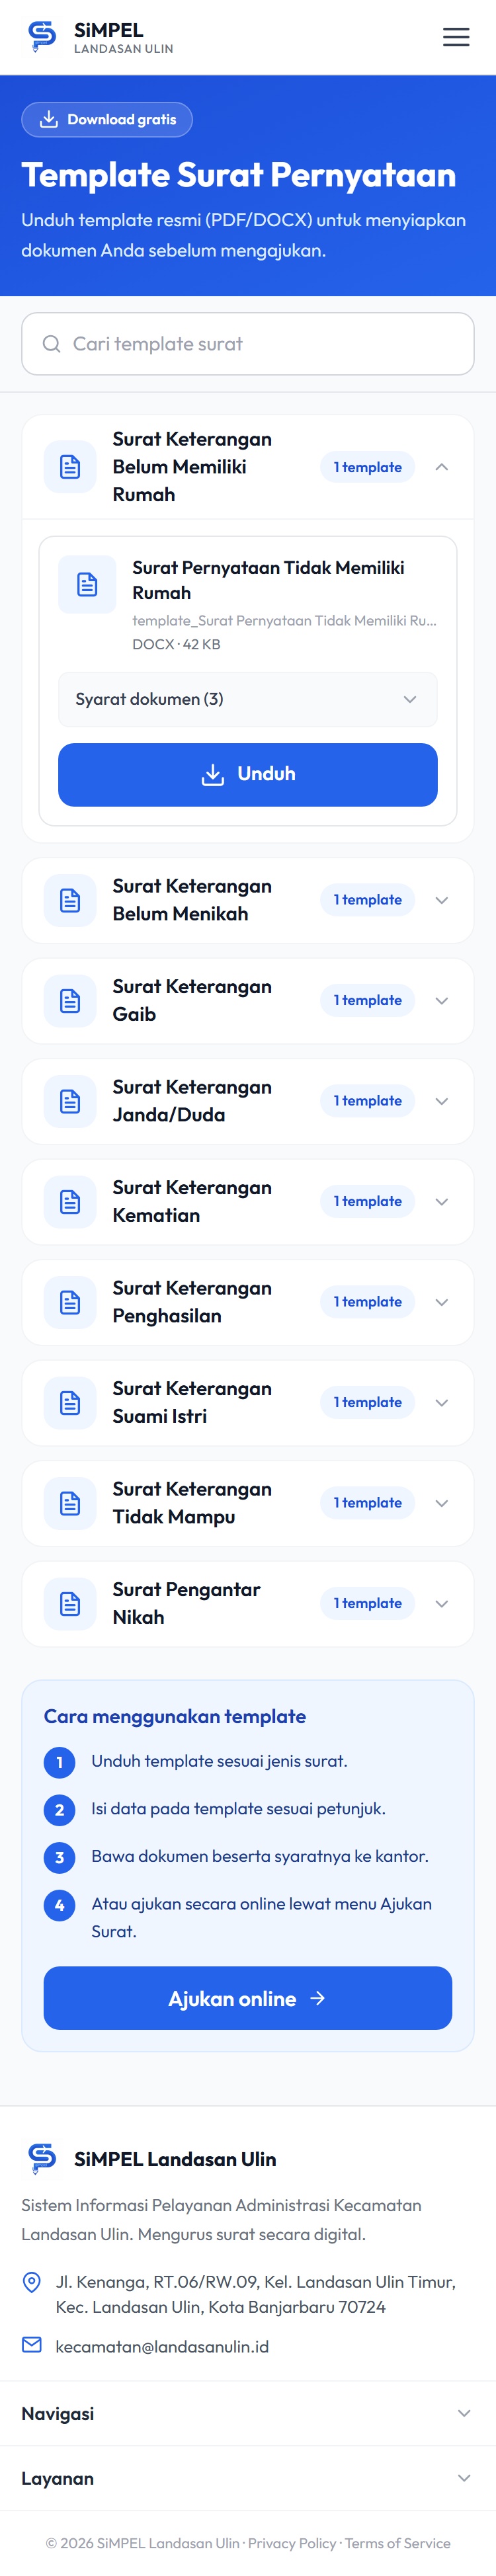 SiMPEL
LANDASAN ULIN
Download gratis
Template Surat Pernyataan
Unduh template resmi (PDF/DOCX) untuk menyiapkan
dokumen Anda sebelum mengajukan.
Cari template surat
Surat Keterangan
Belum Memiliki
Rumah
1 template
Surat Pernyataan Tidak Memiliki
Rumah
template_Surat Pernyataan Tidak Memiliki Ru...
DOCX · 42 KB
Syarat dokumen (3)
Unduh
Surat Keterangan
Belum Menikah
1 template
Surat Keterangan
Gaib
1 template
Surat Keterangan
Janda/Duda
1 template
Surat Keterangan
Kematian
1 template
Surat Keterangan
Penghasilan
1 template
Surat Keterangan
Suami Istri
1 template
Surat Keterangan
Tidak Mampu
1 template
Surat Pengantar
Nikah
1 template
Cara menggunakan template
1 Unduh template sesuai jenis surat.
2 Isi data pada template sesuai petunjuk.
3 Bawa dokumen beserta syaratnya ke kantor.
4 Atau ajukan secara online lewat menu Ajukan
Surat.
Ajukan online →
SiMPEL Landasan Ulin
Sistem Informasi Pelayanan Administrasi Kecamatan
Landasan Ulin. Mengurus surat secara digital.
Jl. Kenanga, RT.06/RW.09, Kel. Landasan Ulin Timur,
Kec. Landasan Ulin, Kota Banjarbaru 70724
kecamatan@landasanulin.id
Navigasi
Layanan
© 2026 SiMPEL Landasan Ulin · Privacy Policy · Terms of Service